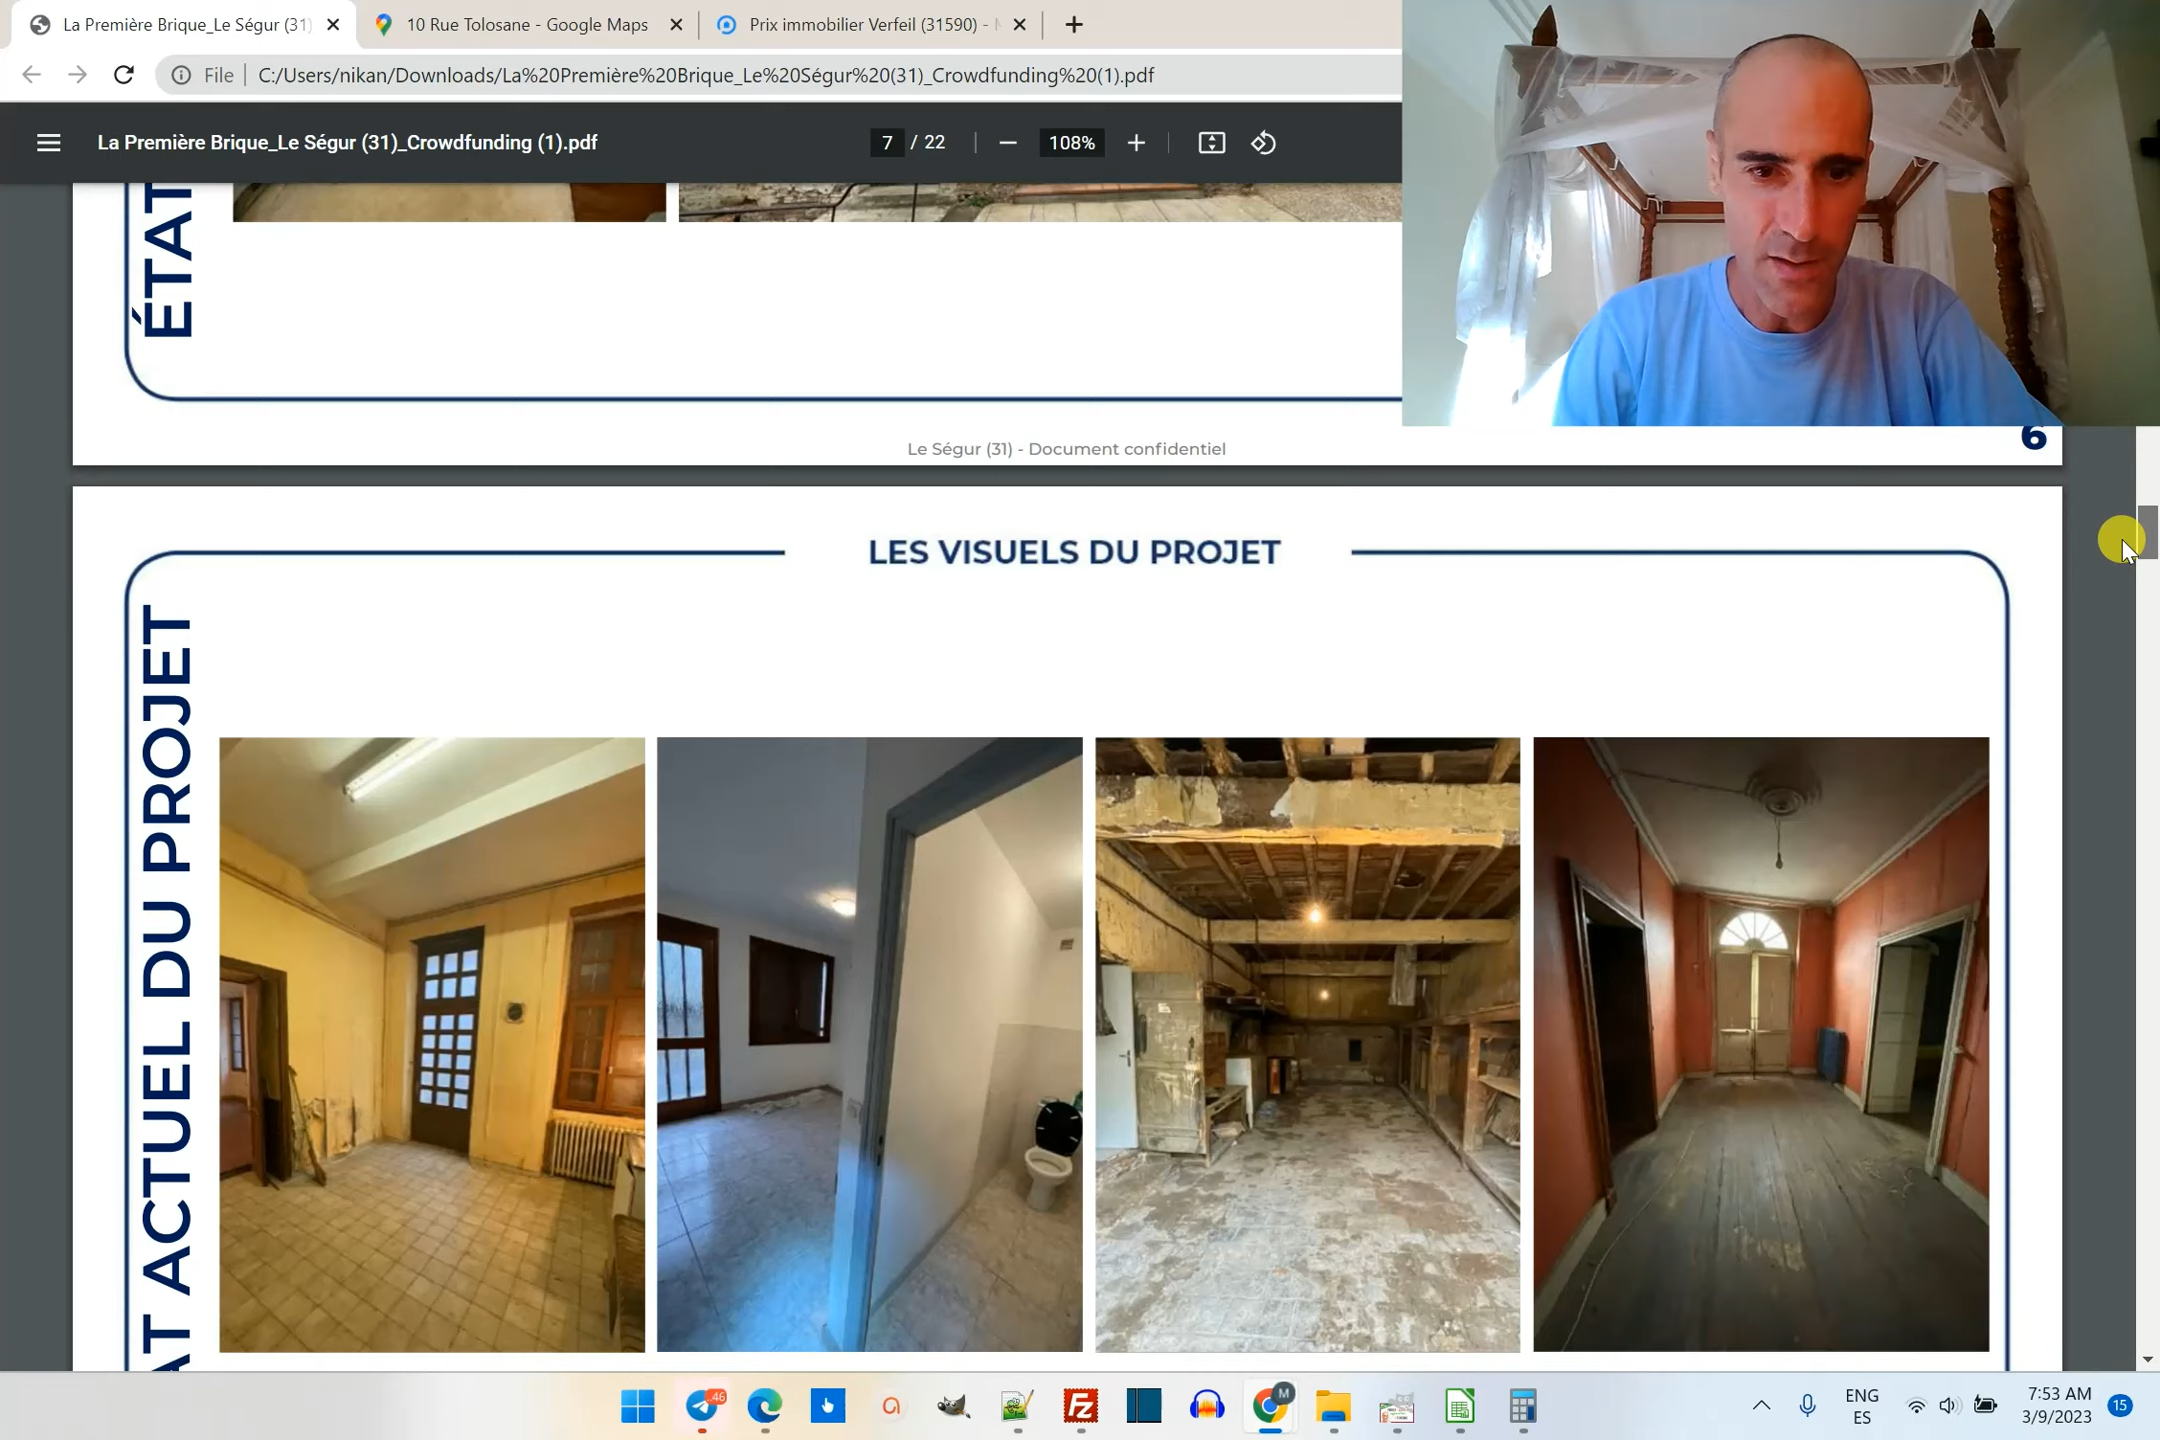 La Première Brique_Le Ségur (31)
10 Rue Tolosane - Google Maps
Prix immobilier Verfeil (31590) -
File
C:/Users/nikan/Downloads/La%20Première%20Brique_Le%20Ségur%20(31)_Crowdfunding%20(1).pdf
La Première Brique_Le Ségur (31)_Crowdfunding (1).pdf
7 / 22
108%
ÉTAT
Le Ségur (31) - Document confidentiel
6
LES VISUELS DU PROJET
AT ACTUEL DU PROJET
46
M
ENG
ES
7:53 AM
3/9/2023
15